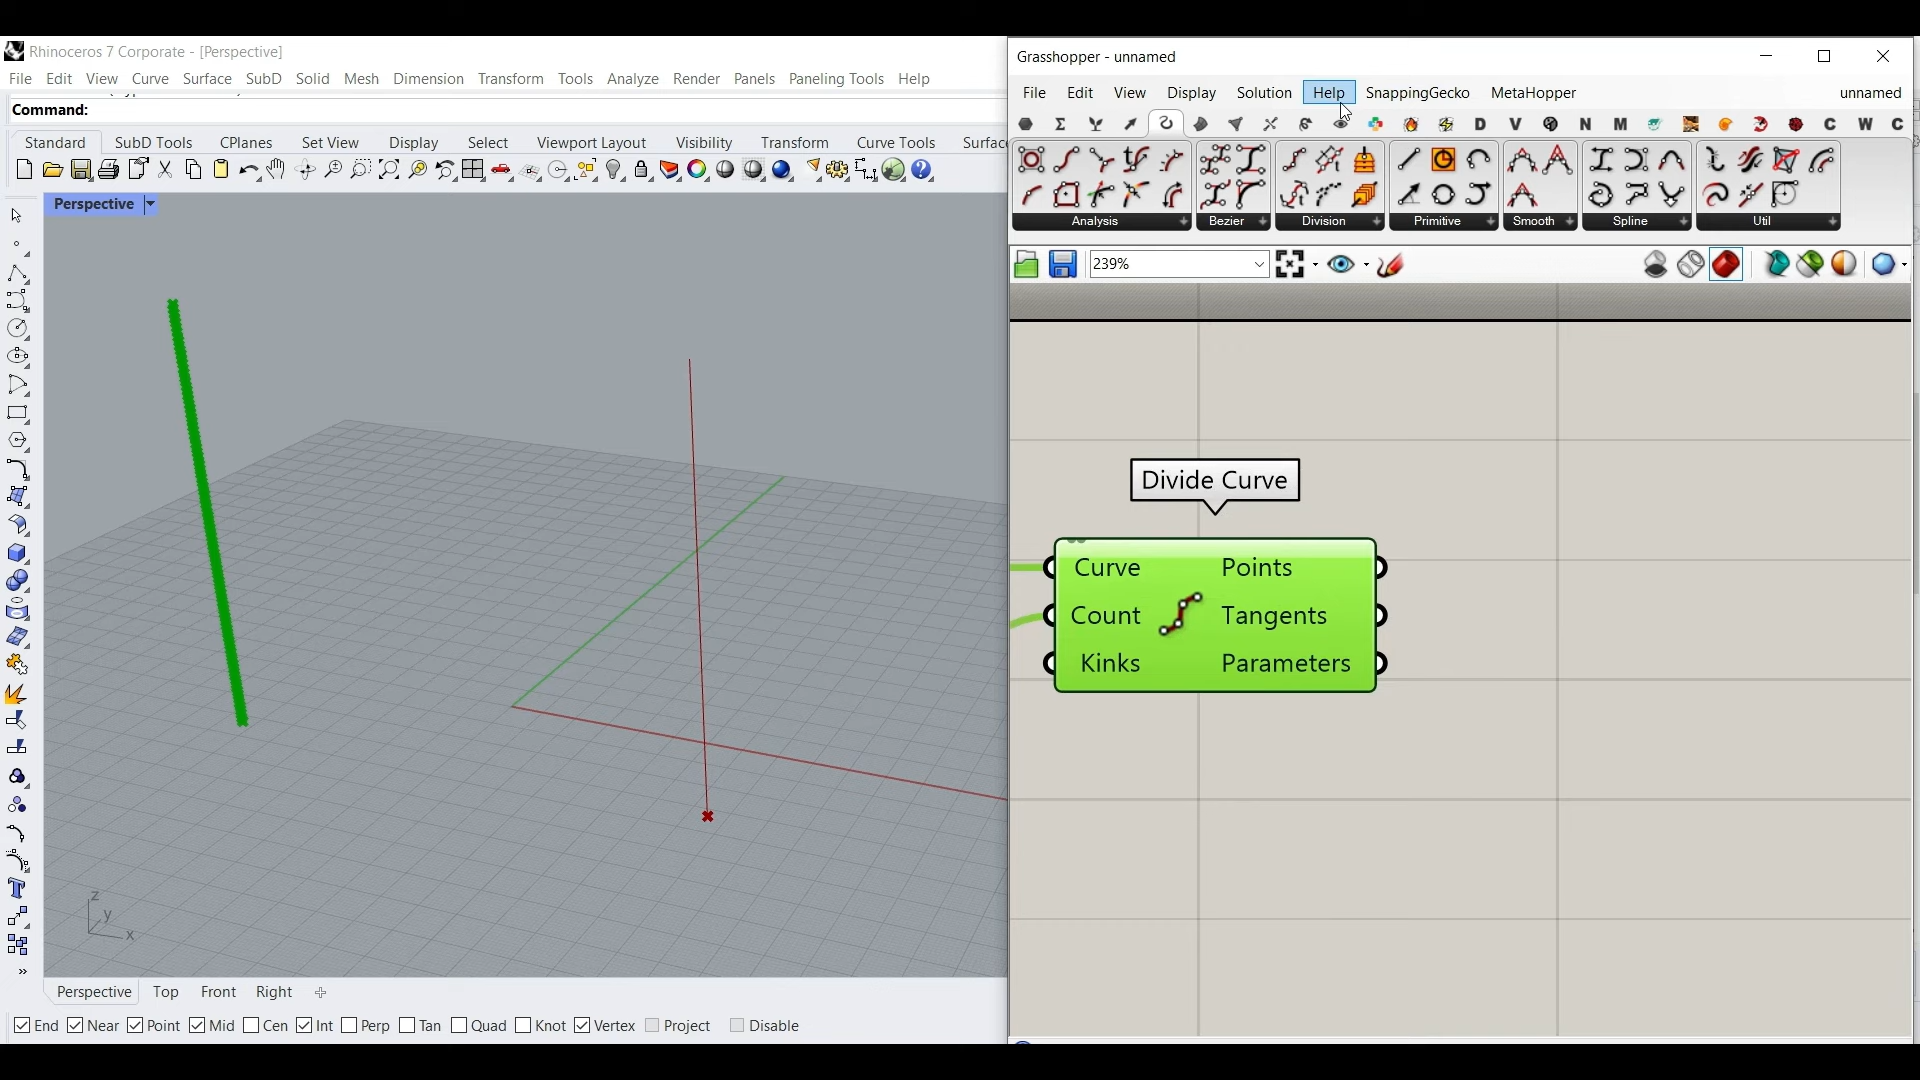 Rhinoceros 7 Corporate - [Perspective]
File Edit View Curve Surface SubD Solid Mesh Dimension Transform Tools Analyze Render Panels Paneling Tools Help
Command:
Standard SubD Tools CPlanes Set View Display Select Viewport Layout Visibility Transform Curve Tools Surfac
Perspective
z
y
x
Perspective Top Front Right
End Near Point Mid Cen Int Perp Tan Quad Knot Vertex Project Disable
Grasshopper - unnamed
File Edit View Display Solution Help SnappingGecko MetaHopper unnamed
D V N M C W C
Analysis Bezier Division Primitive Smooth Spline Util
239%
Divide Curve
Curve Points
Count Tangents
Kinks Parameters